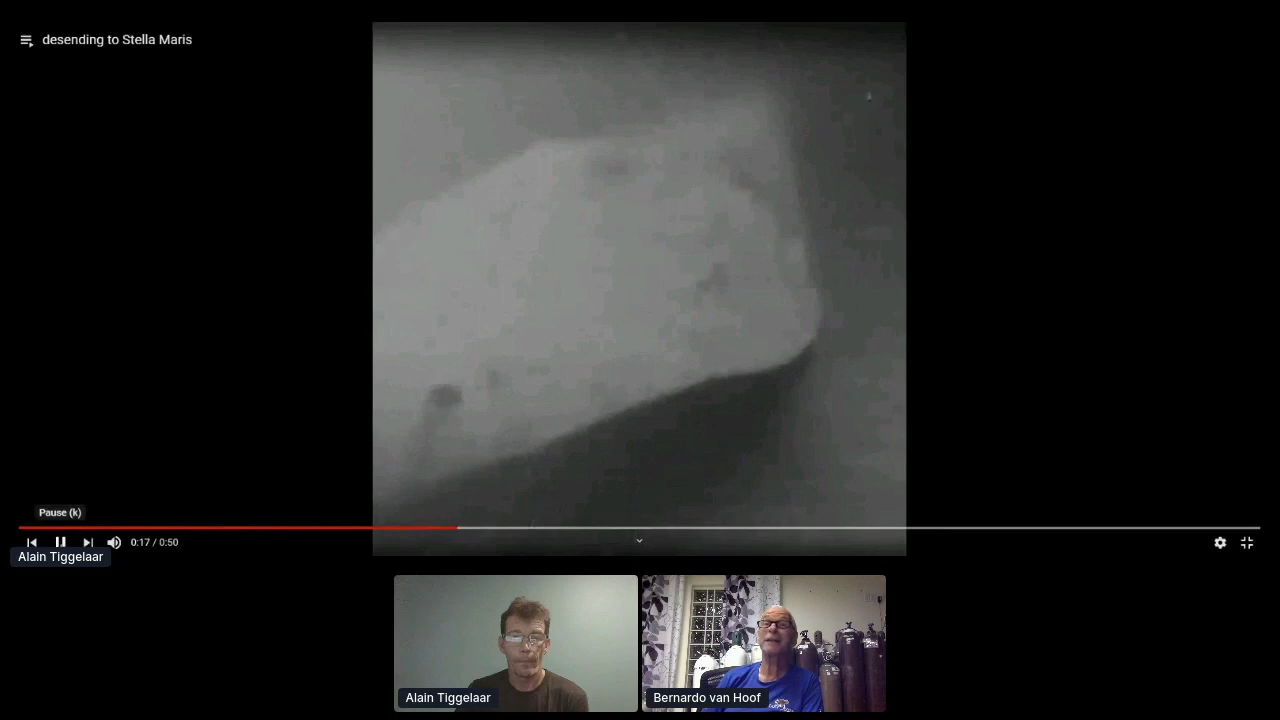 desending to Stella Maris
Pause (k)
0:17 / 0:50
Alain Tiggelaar
Alain Tiggelaar
Bernardo van Hoof